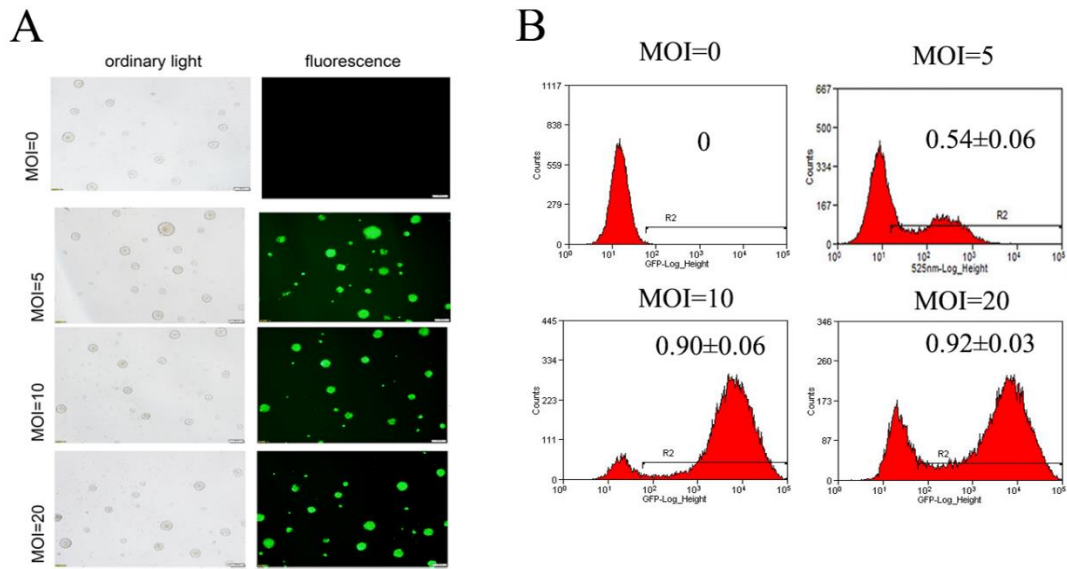 A
ordinary light
fluorescence
MOI=0
MOI=5
MOI=10
MOI=20
B
MOI=0
1117
838
559
279
0
Counts
0
R2
10⁰ 10¹ 10² 10³ 10⁴ 10⁵
GFP-Log_Height
MOI=5
667
500
334
167
0
Counts
0.54±0.06
R2
10⁰ 10¹ 10² 10³ 10⁴ 10⁵
525nm-Log_Height
MOI=10
445
334
223
111
0
Counts
0.90±0.06
R2
10⁰ 10¹ 10² 10³ 10⁴ 10⁵
GFP-Log_Height
MOI=20
346
260
173
87
0
Counts
0.92±0.03
R2
10⁰ 10¹ 10² 10³ 10⁴ 10⁵
GFP-Log_Height